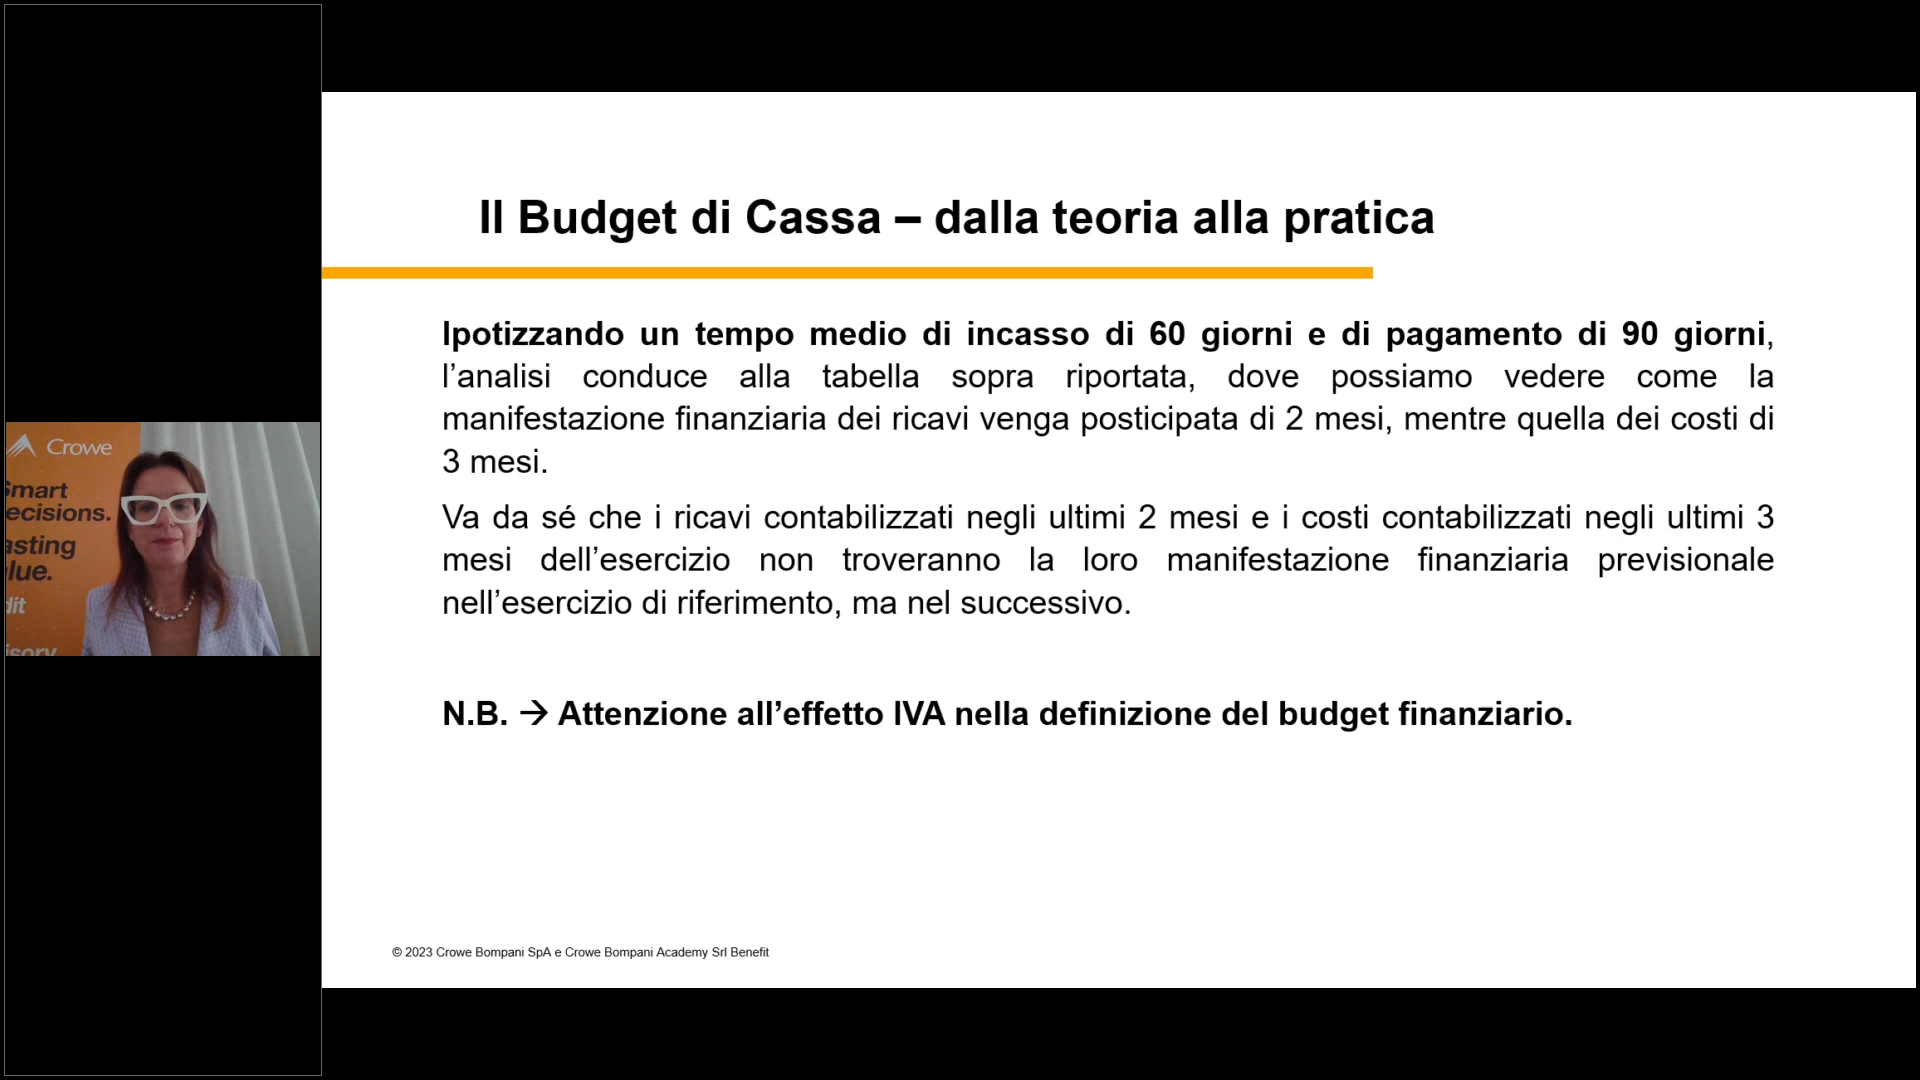 Crowe
Smart
ecisions.
asting
lue.
dit
isory
Il Budget di Cassa – dalla teoria alla pratica
Ipotizzando un tempo medio di incasso di 60 giorni e di pagamento di 90 giorni,
l’analisi conduce alla tabella sopra riportata, dove possiamo vedere come la
manifestazione finanziaria dei ricavi venga posticipata di 2 mesi, mentre quella dei costi di
3 mesi.
Va da sé che i ricavi contabilizzati negli ultimi 2 mesi e i costi contabilizzati negli ultimi 3
mesi dell’esercizio non troveranno la loro manifestazione finanziaria previsionale
nell’esercizio di riferimento, ma nel successivo.
N.B. → Attenzione all’effetto IVA nella definizione del budget finanziario.
© 2023 Crowe Bompani SpA e Crowe Bompani Academy Srl Benefit